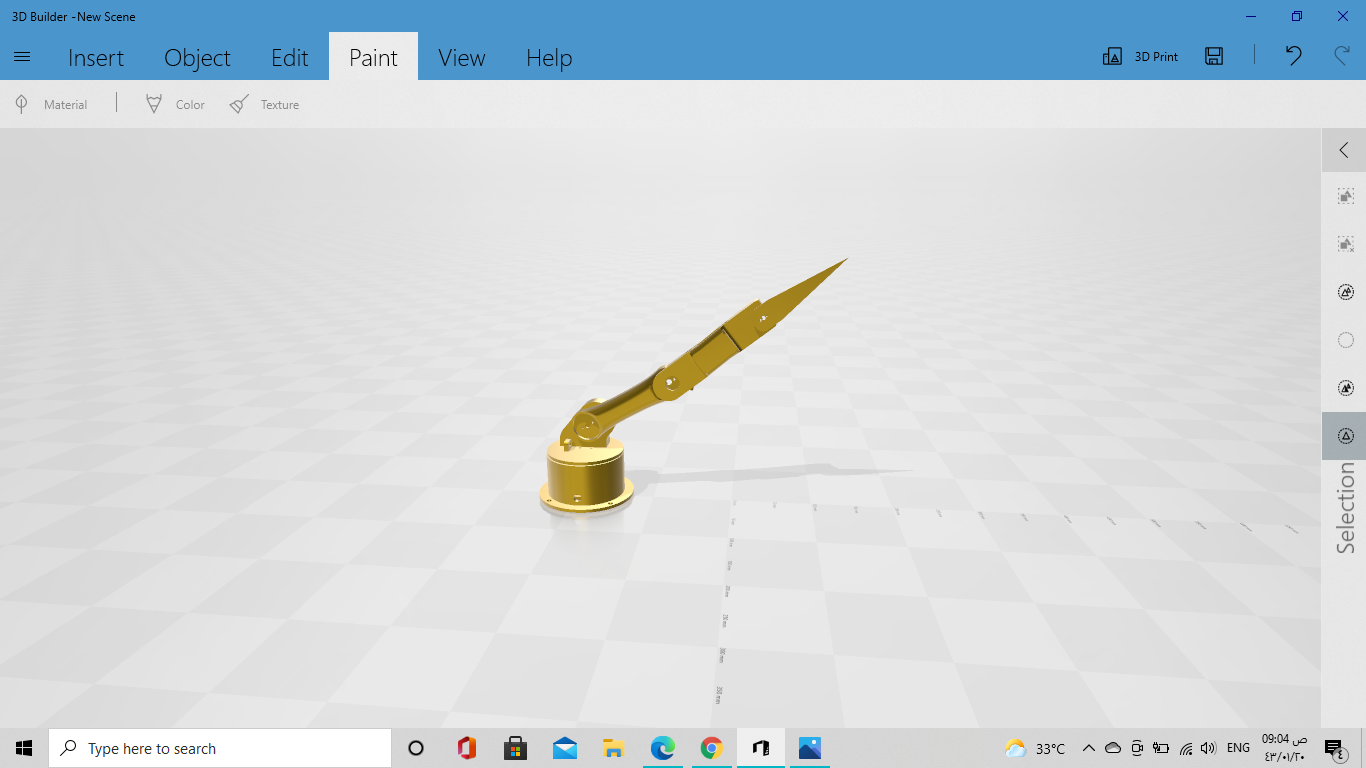 3D Builder -New Scene
Insert Object Edit Paint View Help 3D Print
Material Color Texture
Selection
Type here to search
33°C ENG ص 09:04
٤٣/٠١/٢٠
٤